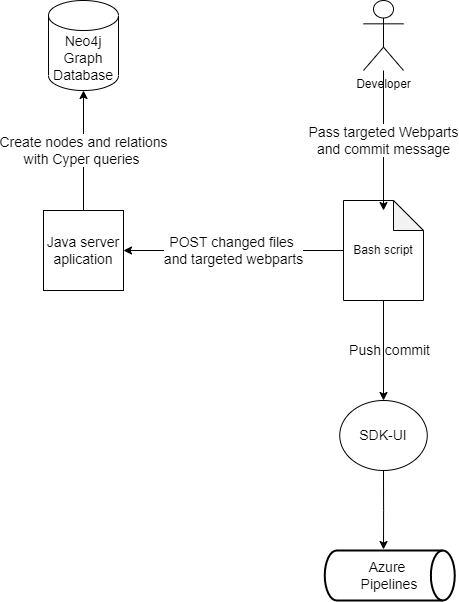 Neo4j
Graph
Database
Developer
Create nodes and relations
with Cyper queries
Pass targeted Webparts
and commit message
Java server
aplication
POST changed files
and targeted webparts
Bash script
Push commit
SDK-UI
Azure
Pipelines